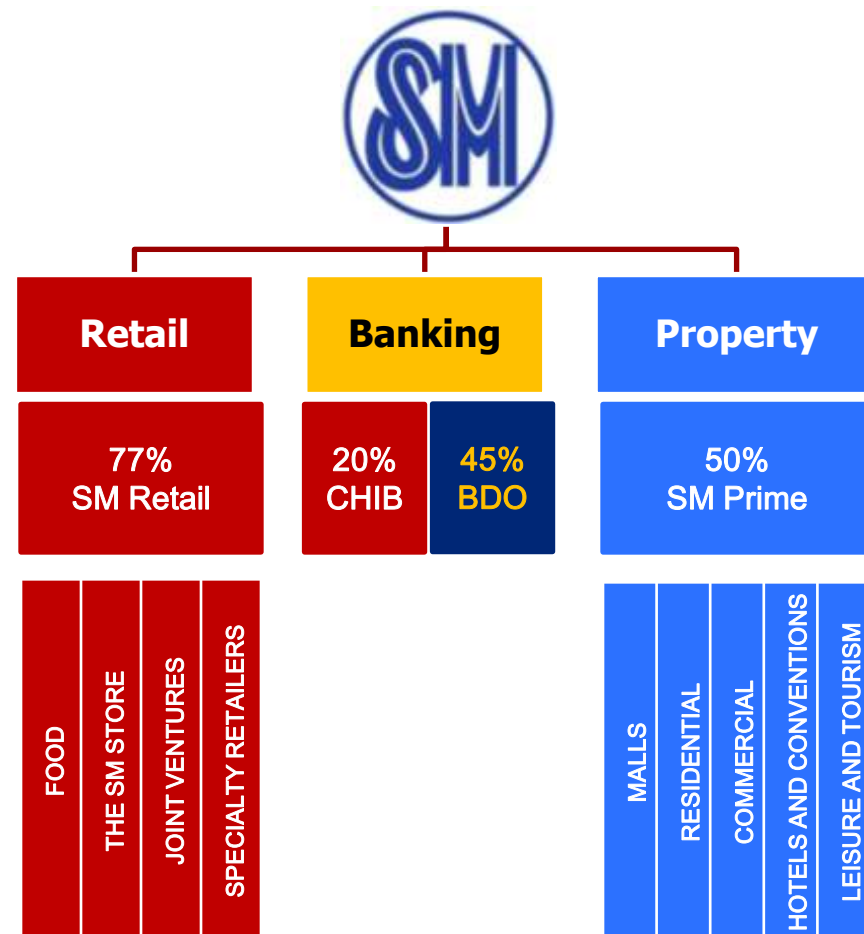 SM
Retail
Banking
Property
77%
SM Retail
20%
CHIB
45%
BDO
50%
SM Prime
FOOD
THE SM STORE
JOINT VENTURES
SPECIALTY RETAILERS
MALLS
RESIDENTIAL
COMMERCIAL
HOTELS AND CONVENTIONS
LEISURE AND TOURISM